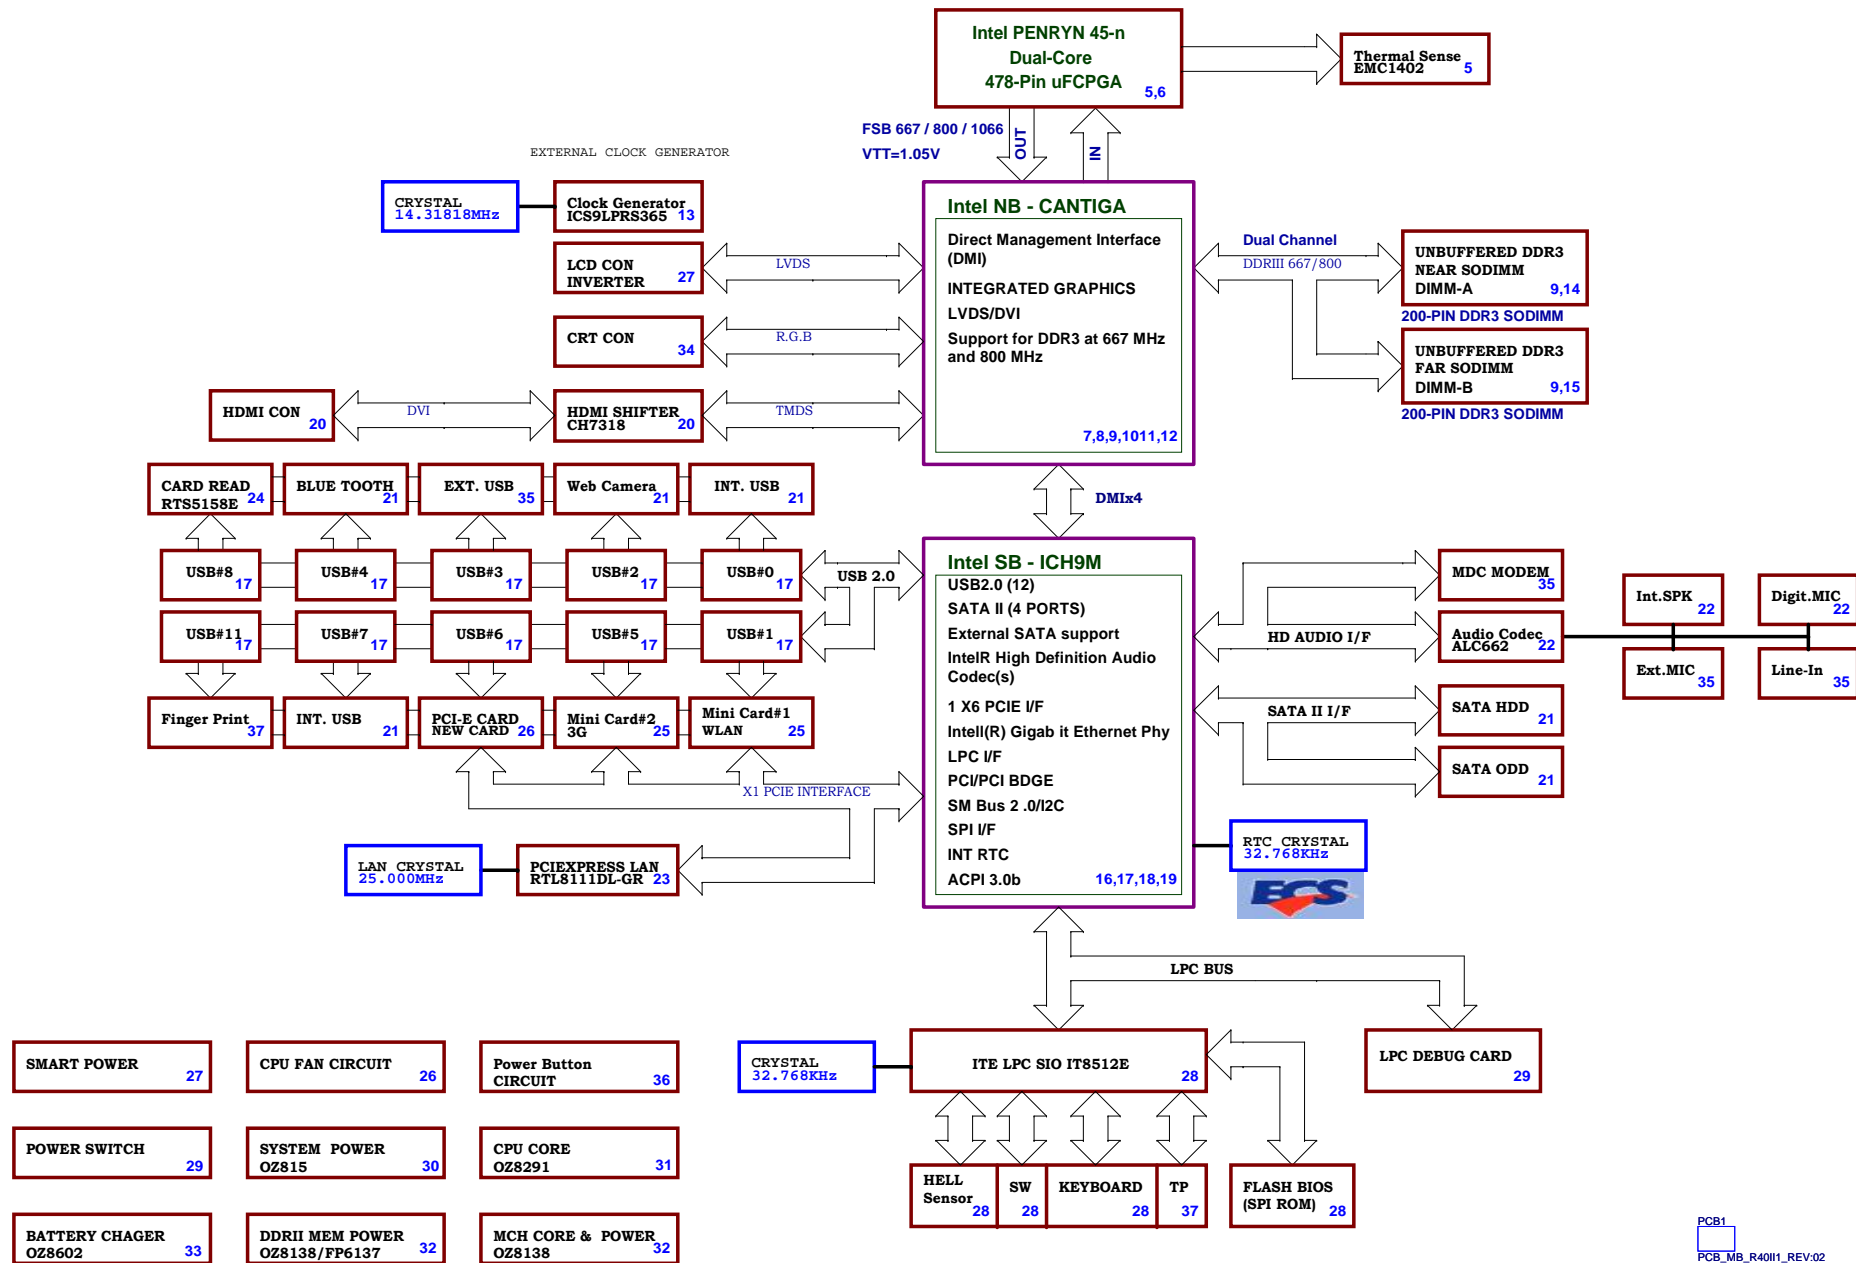 Intel PENRYN 45-n
Dual-Core
478-Pin uFCPGA
5,6
Thermal Sense
EMC1402
5
FSB 667 / 800 / 1066
VTT=1.05V
OUT
IN
EXTERNAL CLOCK GENERATOR
CRYSTAL
14.31818MHz
Clock Generator
ICS9LPRS365
13
LCD CON
INVERTER
27
LVDS
CRT CON
34
R.G.B
HDMI CON
20
DVI
HDMI SHIFTER
CH7318
20
TMDS
Intel NB - CANTIGA
Direct Management Interface
(DMI)
INTEGRATED GRAPHICS
LVDS/DVI
Support for DDR3 at 667 MHz
and 800 MHz
7,8,9,1011,12
Dual Channel
DDRIII 667/800
UNBUFFERED DDR3
NEAR SODIMM
DIMM-A
9,14
200-PIN DDR3 SODIMM
UNBUFFERED DDR3
FAR SODIMM
DIMM-B
9,15
200-PIN DDR3 SODIMM
DMIx4
CARD READ
RTS5158E
24
BLUE TOOTH
21
EXT. USB
35
Web Camera
21
INT. USB
21
USB#8
17
USB#4
17
USB#3
17
USB#2
17
USB#0
17
USB 2.0
USB#11
17
USB#7
17
USB#6
17
USB#5
17
USB#1
17
Finger Print
37
INT. USB
21
PCI-E CARD
NEW CARD
26
Mini Card#2
3G
25
Mini Card#1
WLAN
25
X1 PCIE INTERFACE
LAN CRYSTAL
25.000MHz
PCIEXPRESS LAN
RTL8111DL-GR
23
Intel SB - ICH9M
USB2.0 (12)
SATA II (4 PORTS)
External SATA support
IntelR High Definition Audio
Codec(s)
1 X6 PCIE I/F
Intell(R) Gigab it Ethernet Phy
LPC I/F
PCI/PCI BDGE
SM Bus 2 .0/I2C
SPI I/F
INT RTC
ACPI 3.0b
16,17,18,19
MDC MODEM
35
HD AUDIO I/F
Audio Codec
ALC662
22
Int.SPK
22
Digit.MIC
22
Ext.MIC
35
Line-In
35
SATA II I/F
SATA HDD
21
SATA ODD
21
RTC CRYSTAL
32.768KHz
ECS
LPC BUS
CRYSTAL
32.768KHz
ITE LPC SIO IT8512E
28
LPC DEBUG CARD
29
HELL
Sensor
28
SW
28
KEYBOARD
28
TP
37
FLASH BIOS
(SPI ROM)
28
SMART POWER
27
CPU FAN CIRCUIT
26
Power Button
CIRCUIT
36
POWER SWITCH
29
SYSTEM POWER
OZ815
30
CPU CORE
OZ8291
31
BATTERY CHAGER
OZ8602
33
DDRII MEM POWER
OZ8138/FP6137
32
MCH CORE & POWER
OZ8138
32
PCB1
PCB_MB_R40II1_REV:02